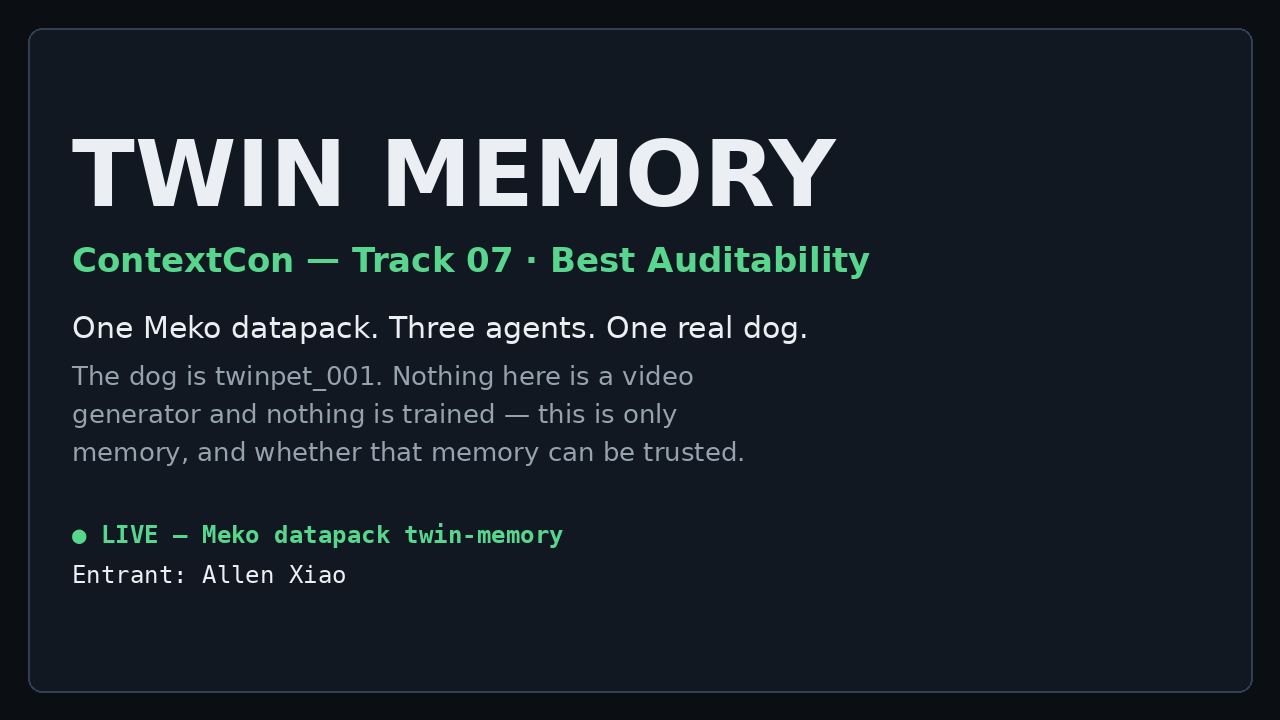 TWIN MEMORY
ContextCon — Track 07 · Best Auditability
One Meko datapack. Three agents. One real dog.
The dog is twinpet_001. Nothing here is a video
generator and nothing is trained — this is only
memory, and whether that memory can be trusted.
● LIVE — Meko datapack twin-memory
Entrant: Allen Xiao